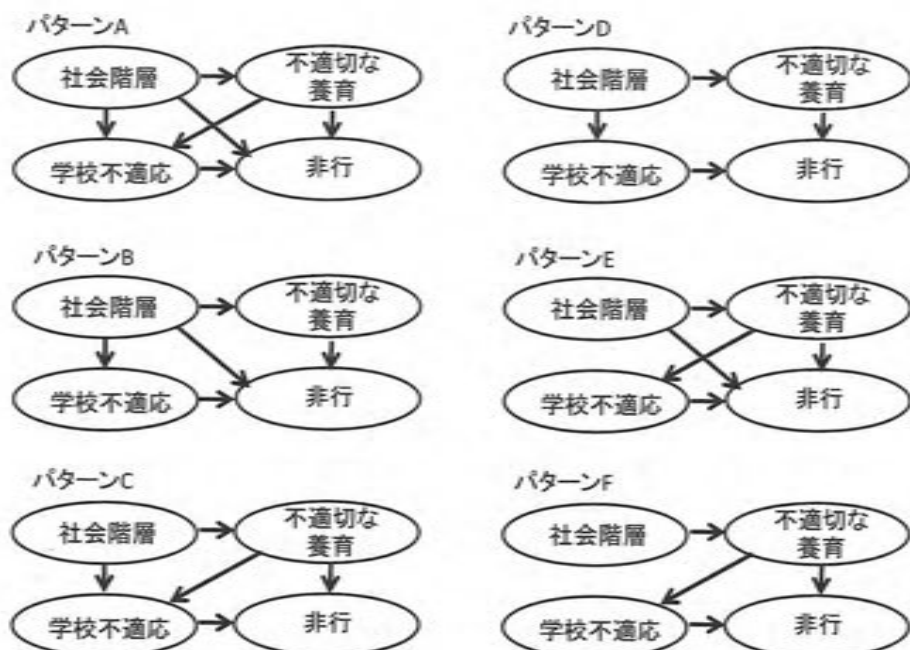 パターンA
社会階層
不適切な
養育
学校不適応
非行
パターンD
社会階層
不適切な
養育
学校不適応
非行
パターンB
社会階層
不適切な
養育
学校不適応
非行
パターンE
社会階層
不適切な
養育
学校不適応
非行
パターンC
社会階層
不適切な
養育
学校不適応
非行
パターンF
社会階層
不適切な
養育
学校不適応
非行